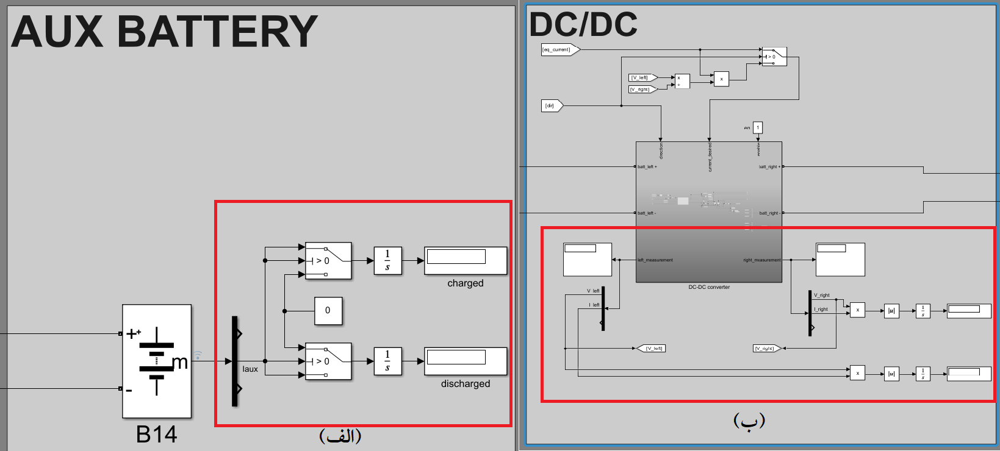 AUX BATTERY
> 0
1
s
charged
0
Iaux
> 0
1
s
discharged
+
+
m
-
B14
(الف)
DC/DC
[eq_current]
> 0
[V_left]
[V_right]
x
÷
x
[dir]
en
1
direction
current_desired
enable
batt_left +
batt_right +
batt_left -
batt_right -
left_measurement
right_measurement
DC-DC converter
V_left
I_left
V_right
I_right
x
|u|
1
s
[V_left]
[V_right]
x
|u|
1
s
(ب)